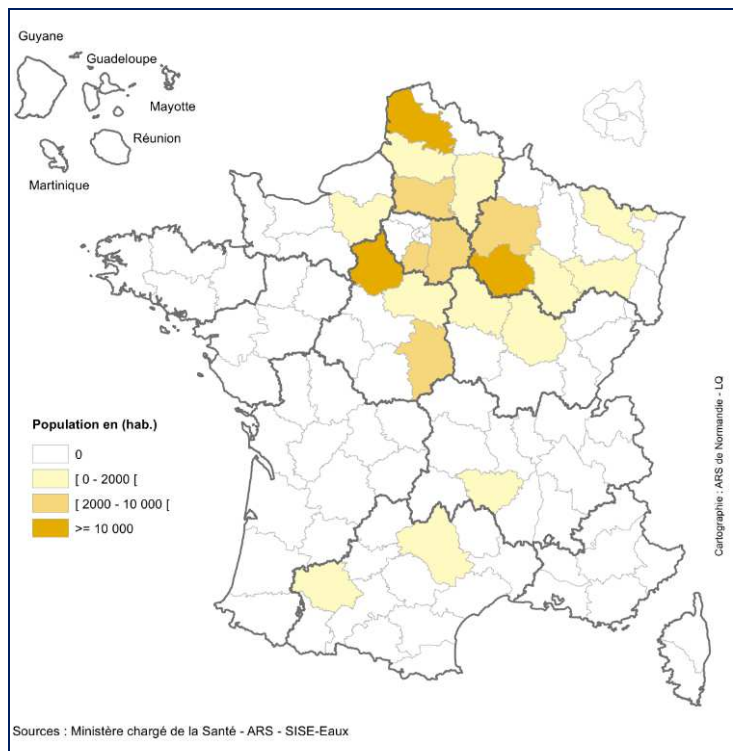 Guyane
Guadeloupe
Mayotte
Réunion
Martinique
Population en (hab.)
0
[ 0 - 2000 [
[ 2000 - 10 000 [
>= 10 000
Cartographie : ARS de Normandie - LQ
Sources : Ministère chargé de la Santé - ARS - SISE-Eaux